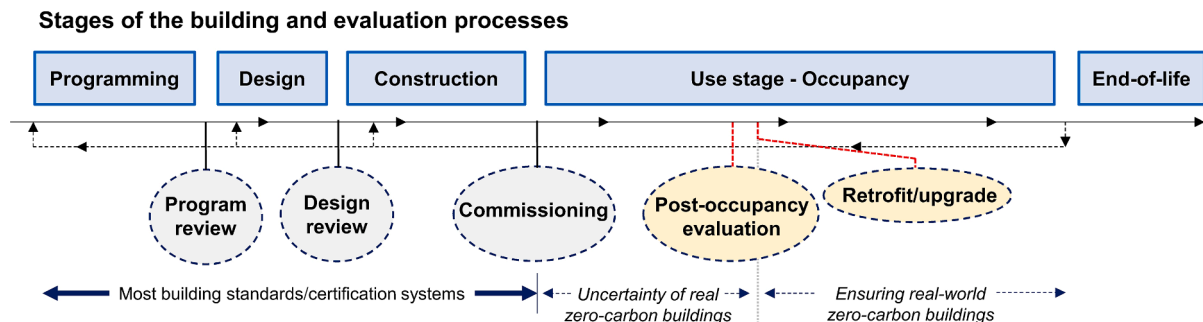 Stages of the building and evaluation processes
Programming
Design
Construction
Use stage - Occupancy
End-of-life
Program
review
Design
review
Commissioning
Post-occupancy
evaluation
Retrofit/upgrade
Most building standards/certification systems
Uncertainty of real
zero-carbon buildings
Ensuring real-world
zero-carbon buildings